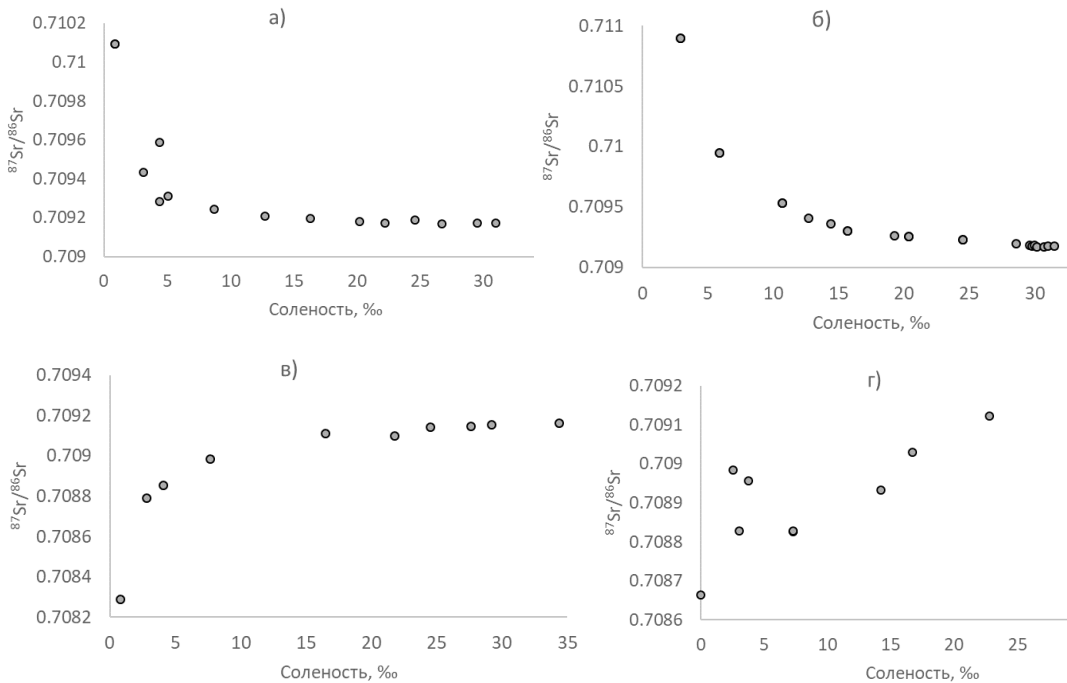 а)
0.7102
0.71
0.7098
0.7096
0.7094
0.7092
0.709
⁸⁷Sr/⁸⁶Sr
0 5 10 15 20 25 30
Соленость, ‰
б)
0.711
0.7105
0.71
0.7095
0.709
⁸⁷Sr/⁸⁶Sr
0 5 10 15 20 25 30
Соленость, ‰
в)
0.7094
0.7092
0.709
0.7088
0.7086
0.7084
0.7082
⁸⁷Sr/⁸⁶Sr
0 5 10 15 20 25 30 35
Соленость, ‰
г)
0.7092
0.7091
0.709
0.7089
0.7088
0.7087
0.7086
⁸⁷Sr/⁸⁶Sr
0 5 10 15 20 25
Соленость, ‰